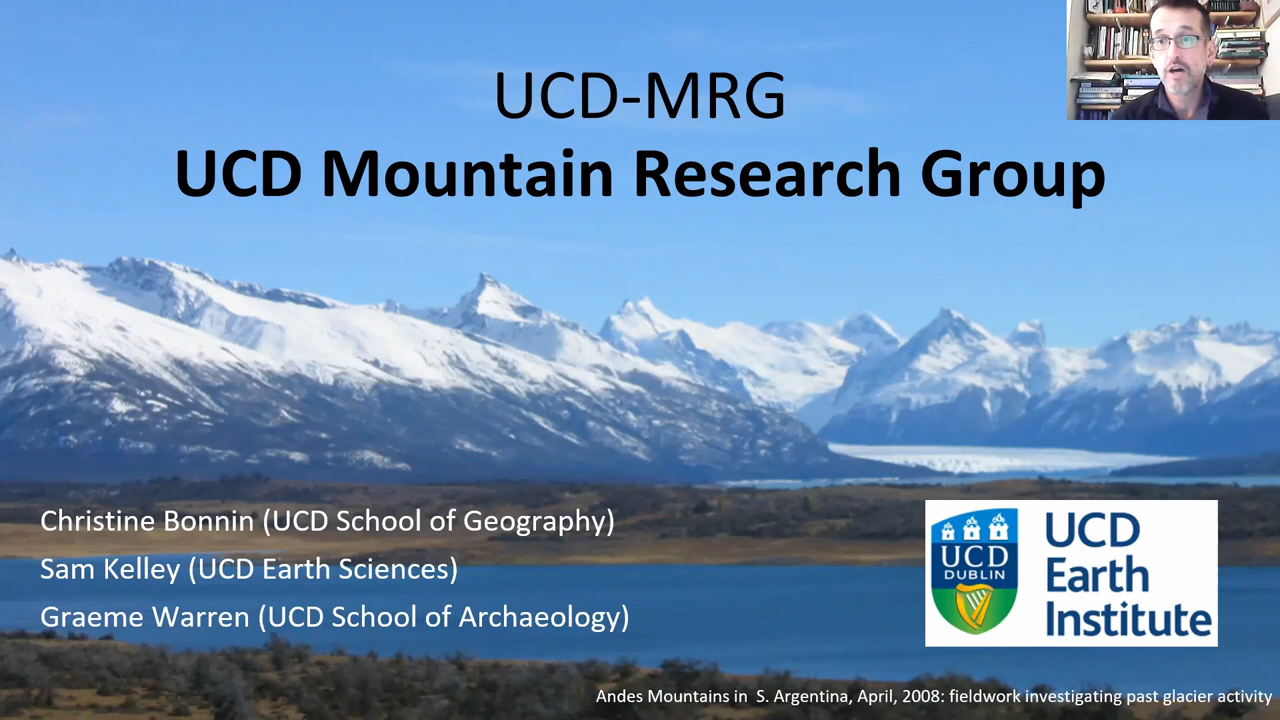 UCD-MRG
UCD Mountain Research Group
Christine Bonnin (UCD School of Geography)
Sam Kelley (UCD Earth Sciences)
Graeme Warren (UCD School of Archaeology)
UCD
DUBLIN
UCD
Earth
Institute
Andes Mountains in S. Argentina, April, 2008: fieldwork investigating past glacier activity